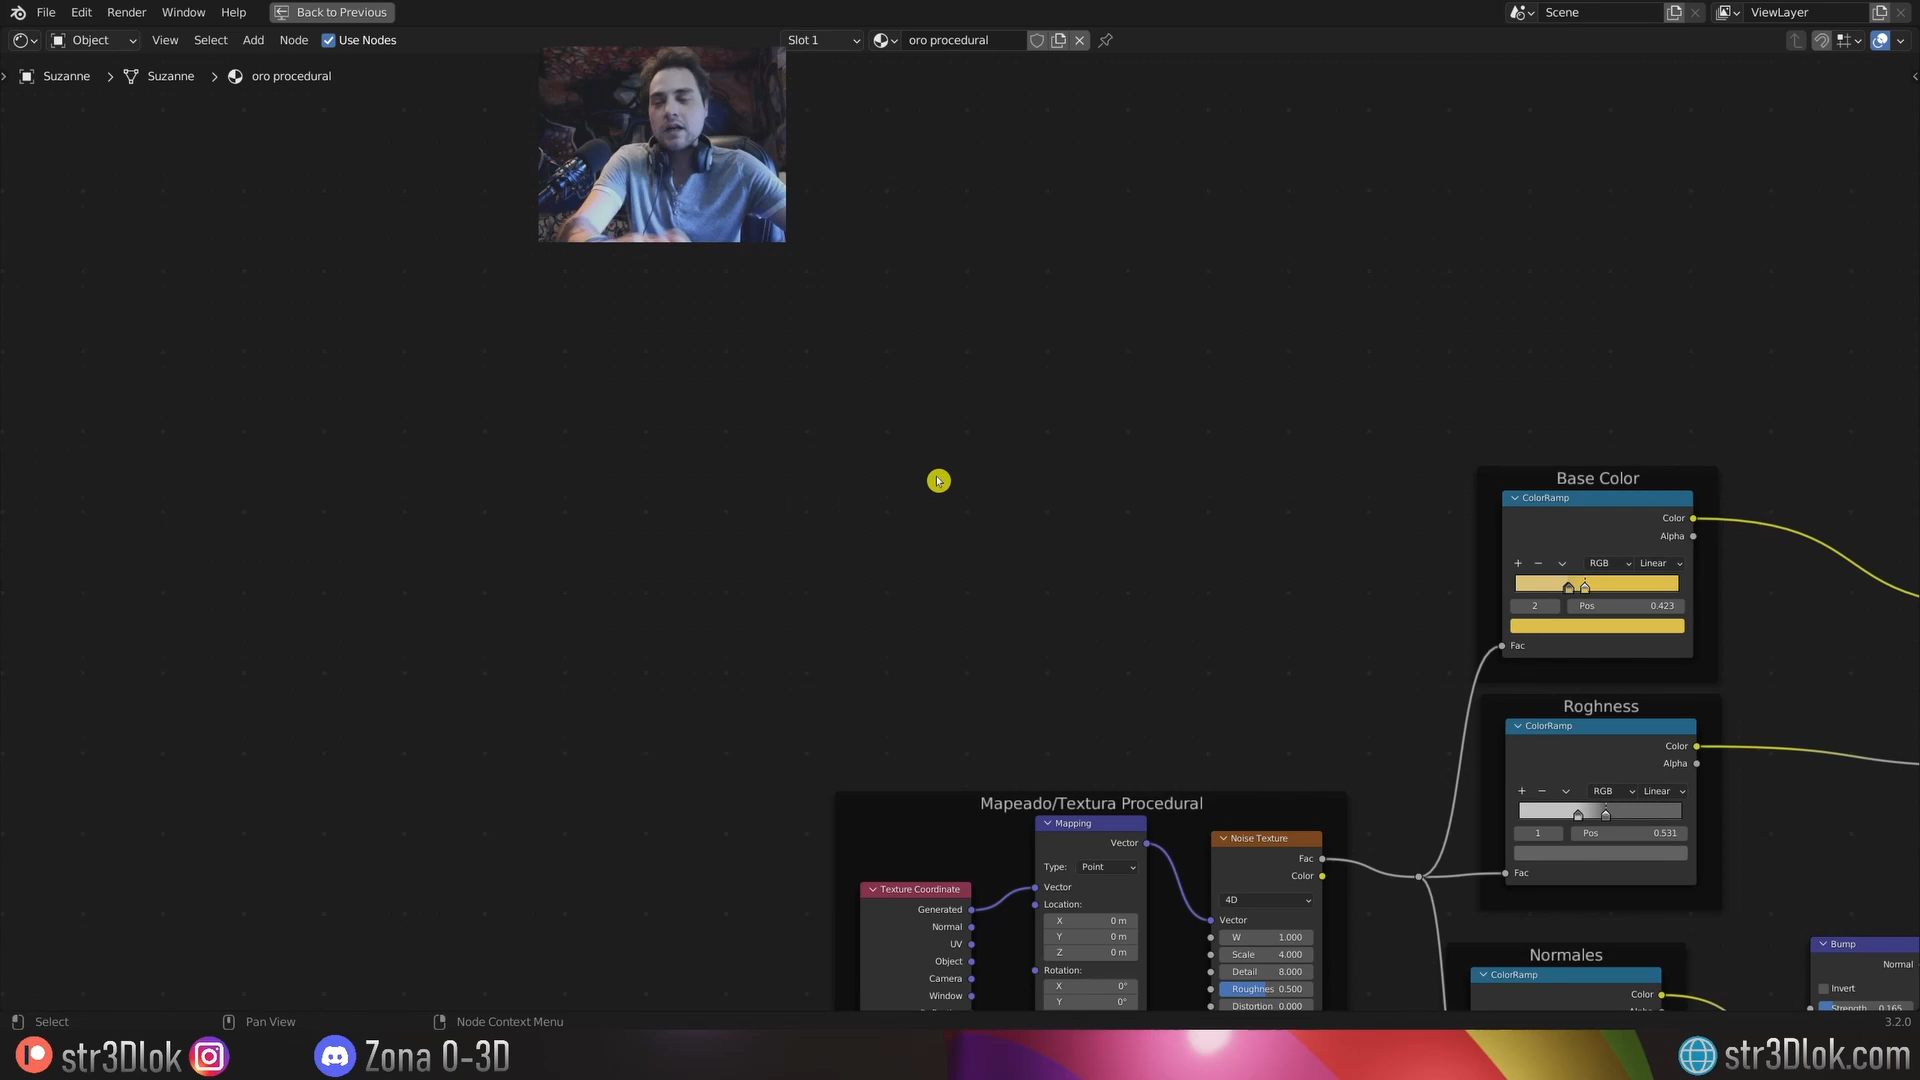 File Edit Render Window Help Back to Previous Scene ViewLayer
Object View Select Add Node Use Nodes Slot 1 oro procedural
Suzanne Suzanne oro procedural
Base Color
ColorRamp
Color
Alpha
RGB Linear
2 Pos 0.423
Fac
Roghness
ColorRamp
Color
Alpha
RGB Linear
1 Pos 0.531
Fac
Mapeado/Textura Procedural
Mapping
Vector
Type: Point
Vector
Location:
X 0 m
Y 0 m
Z 0 m
Rotation:
X 0°
Y 0°
Noise Texture
Fac
Color
4D
Vector
W 1.000
Scale 4.000
Detail 8.000
Roughnes 0.500
Distortion 0.000
Texture Coordinate
Generated
Normal
UV
Object
Camera
Window
Normales
ColorRamp
Color
Bump
Normal
Invert
Strength 0.165
Select Pan View Node Context Menu 3.2.0
str3Dlok Zona 0-3D str3Dlok.com